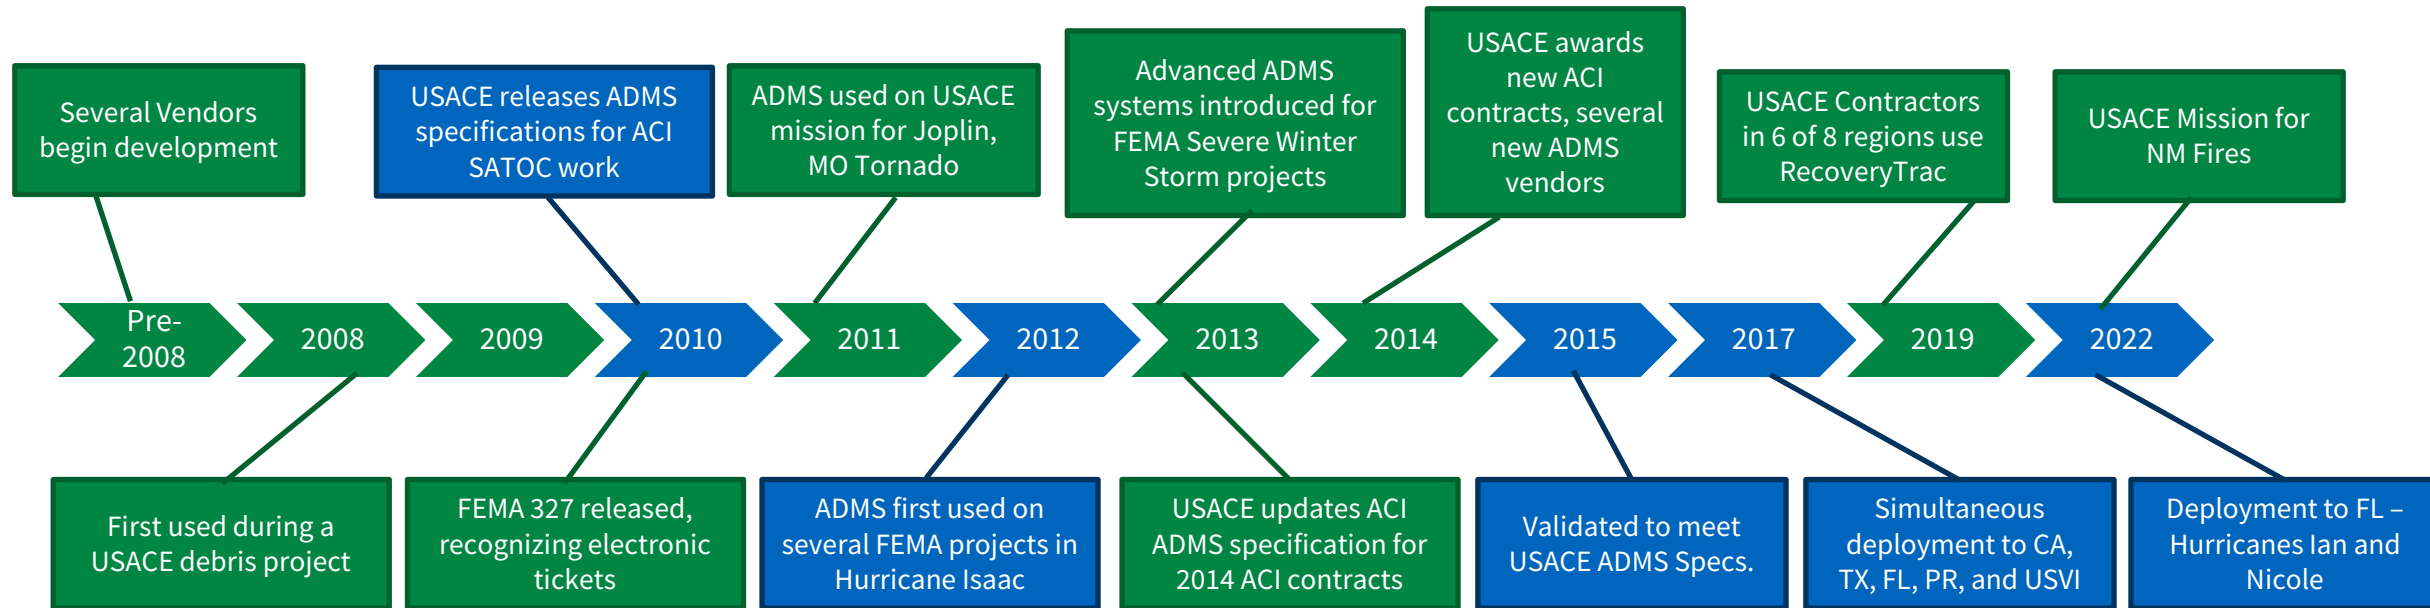 Several Vendors
begin development
USACE releases ADMS
specifications for ACI
SATOC work
ADMS used on USACE
mission for Joplin,
MO Tornado
Advanced ADMS
systems introduced for
FEMA Severe Winter
Storm projects
USACE awards
new ACI
contracts, several
new ADMS
vendors
USACE Contractors
in 6 of 8 regions use
RecoveryTrac
USACE Mission for
NM Fires
Pre-
2008
2008
2009
2010
2011
2012
2013
2014
2015
2017
2019
2022
First used during a
USACE debris project
FEMA 327 released,
recognizing electronic
tickets
ADMS first used on
several FEMA projects in
Hurricane Isaac
USACE updates ACI
ADMS specification for
2014 ACI contracts
Validated to meet
USACE ADMS Specs.
Simultaneous
deployment to CA,
TX, FL, PR, and USVI
Deployment to FL –
Hurricanes Ian and
Nicole